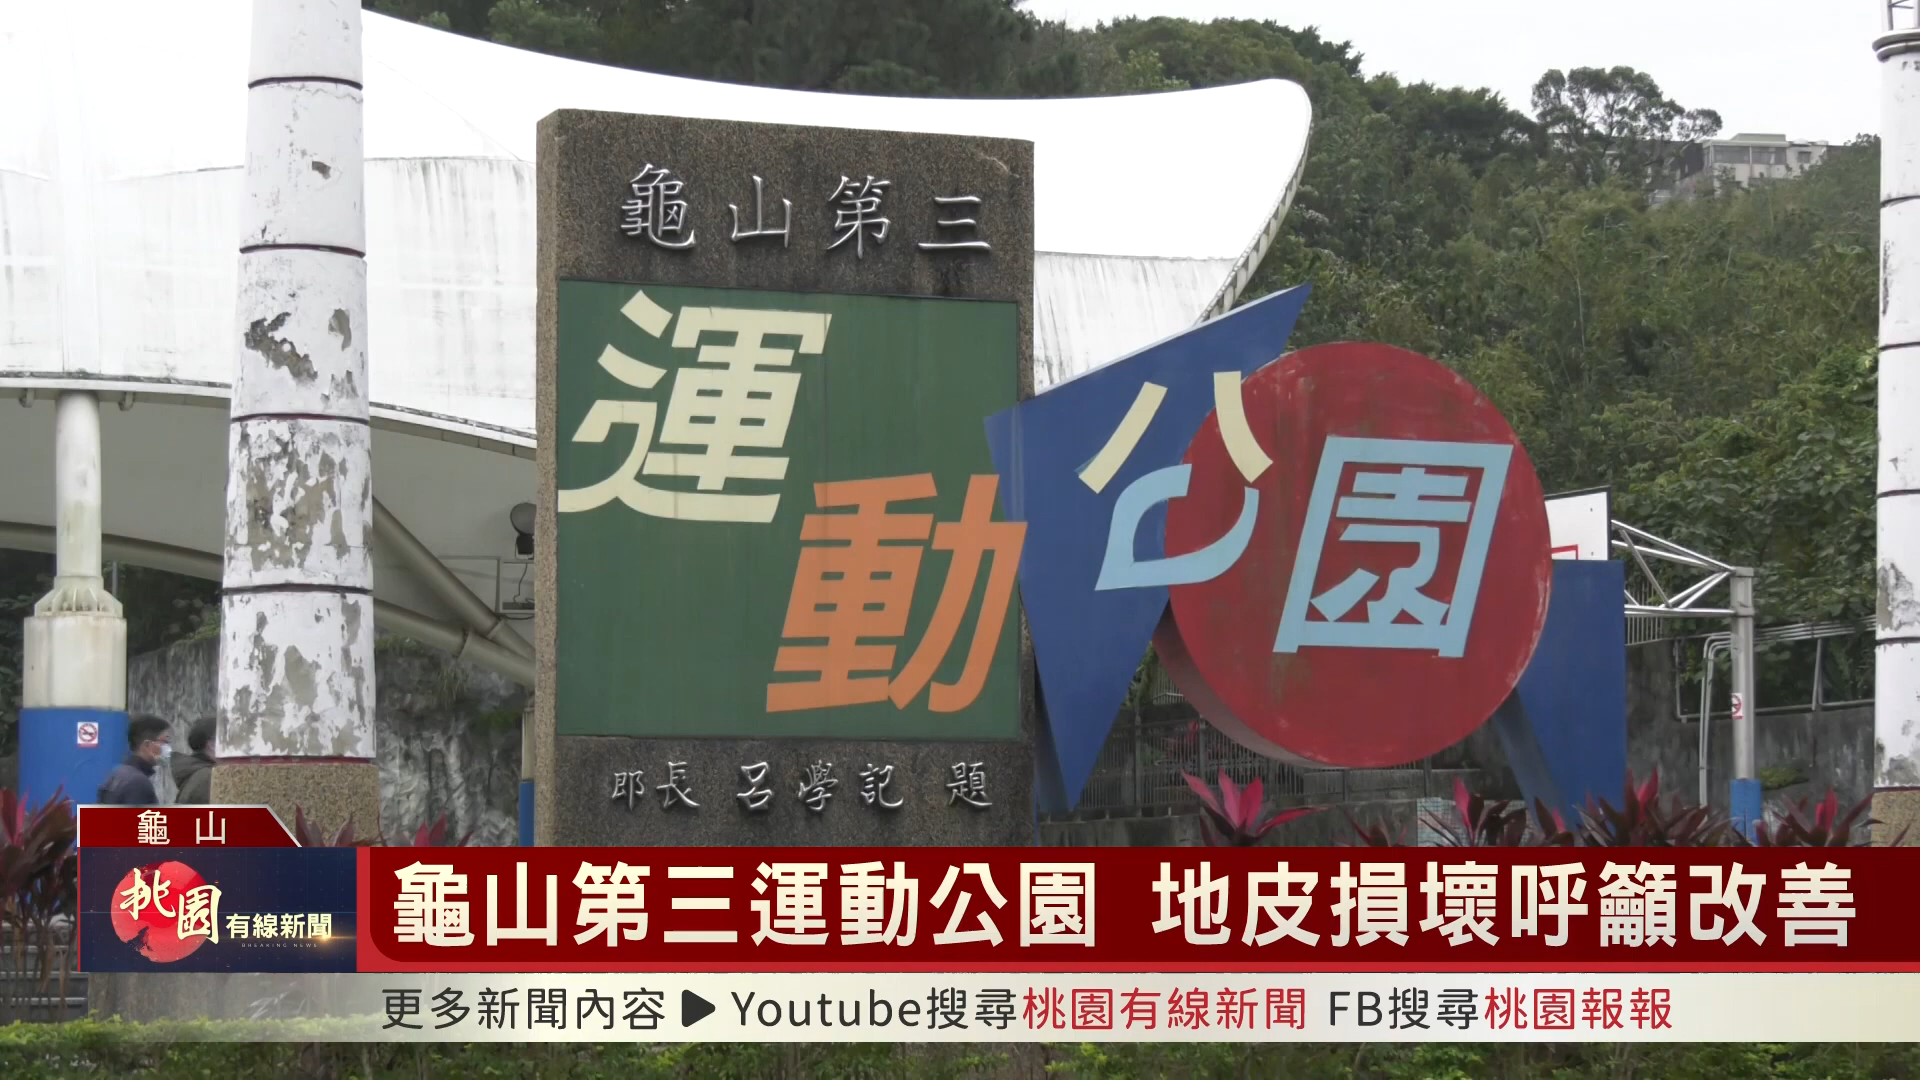 龜山第三
運動
公園
郎長 呂學記 題
龜山
桃園有線新聞
BREAKING NEWS
龜山第三運動公園 地皮損壞呼籲改善
更多新聞內容▶Youtube搜尋桃園有線新聞 FB搜尋桃園報報